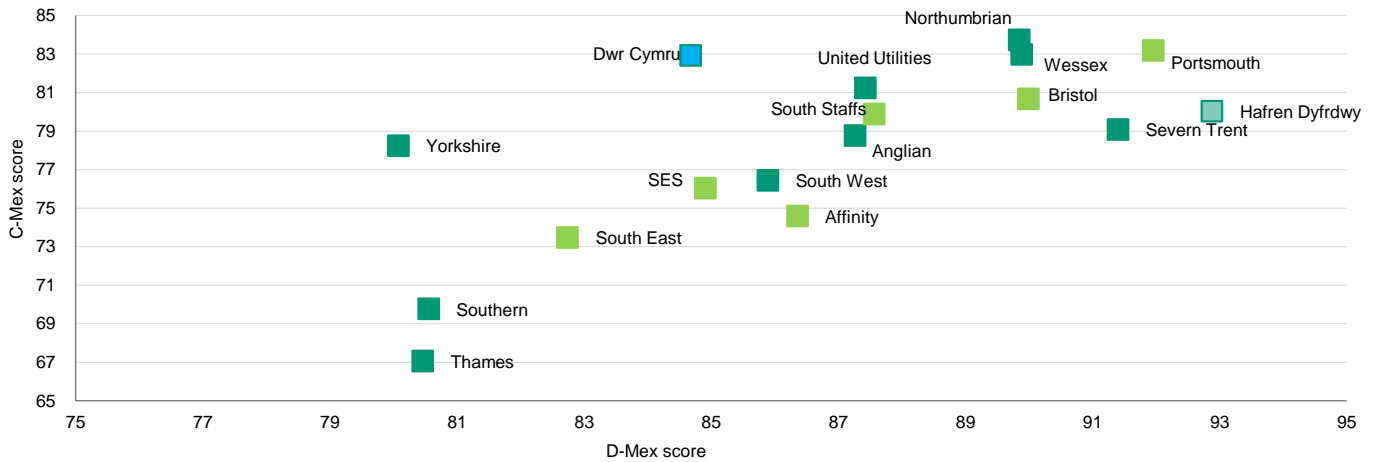 85
83
81
79
77
75
73
71
69
67
65
C-Mex score
Northumbrian
Dwr Cymru
United Utilities
Wessex
Portsmouth
South Staffs
Bristol
Hafren Dyfrdwy
Severn Trent
Yorkshire
Anglian
SES
South West
Affinity
South East
Southern
Thames
75
77
79
81
83
85
87
89
91
93
95
D-Mex score